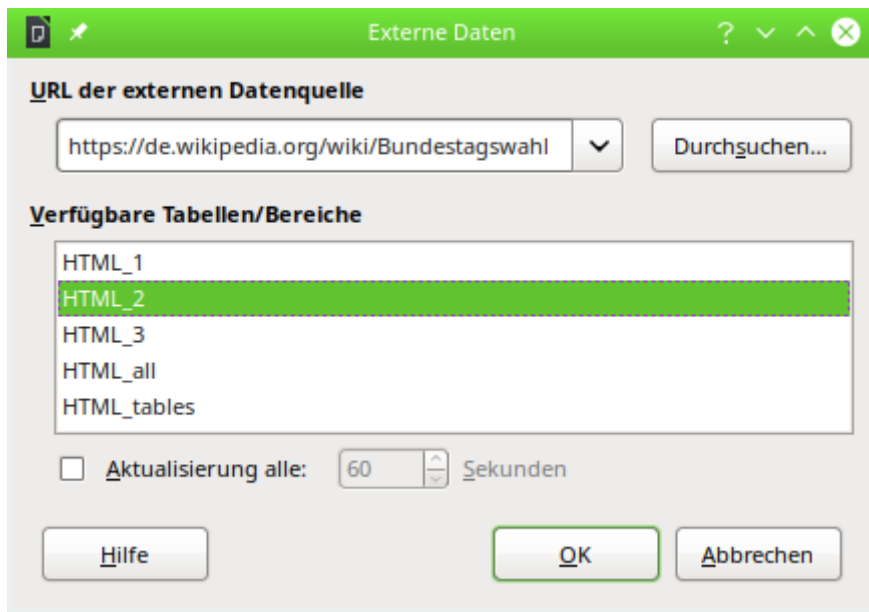 Externe Daten
URL der externen Datenquelle
https://de.wikipedia.org/wiki/Bundestagswahl
Durchsuchen...
Verfügbare Tabellen/Bereiche
HTML_1
HTML_2
HTML_3
HTML_all
HTML_tables
Aktualisierung alle: 60 Sekunden
Hilfe OK Abbrechen